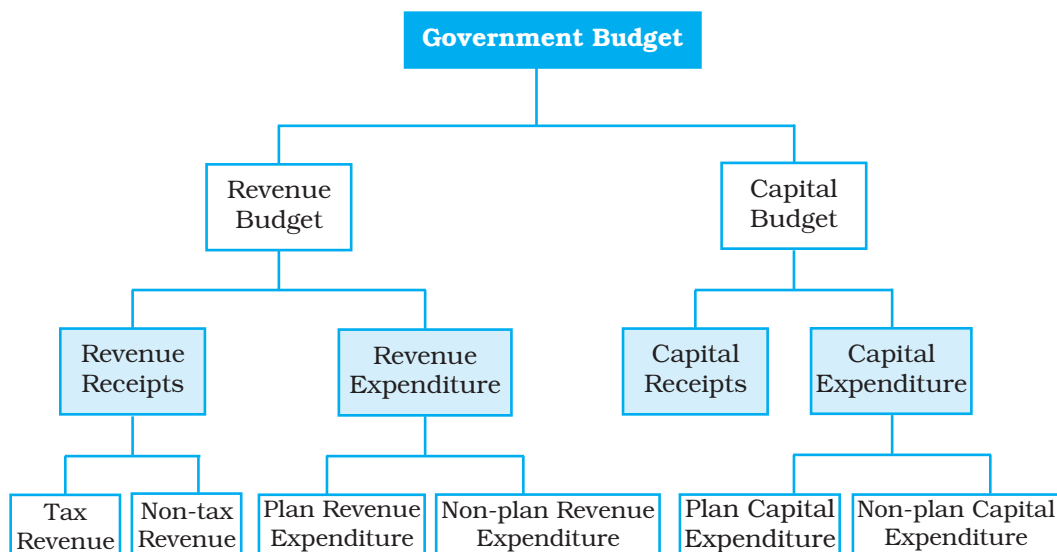 Government Budget
Revenue
Budget
Capital
Budget
Revenue
Receipts
Revenue
Expenditure
Capital
Receipts
Capital
Expenditure
Tax
Revenue
Non-tax
Revenue
Plan Revenue
Expenditure
Non-plan Revenue
Expenditure
Plan Capital
Expenditure
Non-plan Capital
Expenditure